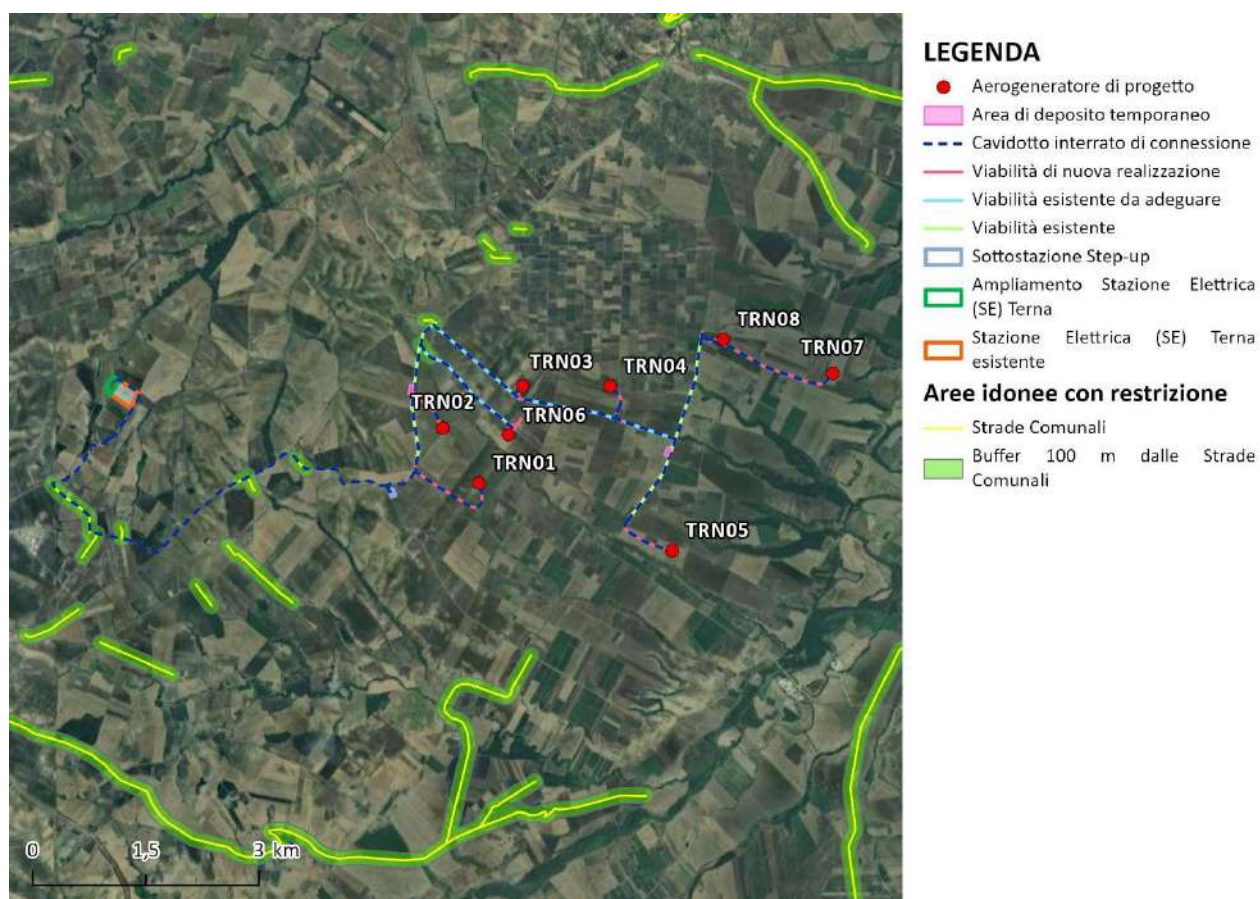 TRN08
TRN07
TRN03
TRN04
TRN02
TRN06
TRN01
TRN05
0 1,5 3 km
LEGENDA
Aerogeneratore di progetto
Area di deposito temporaneo
Cavidotto interrato di connessione
Viabilità di nuova realizzazione
Viabilità esistente da adeguare
Viabilità esistente
Sottostazione Step-up
Ampliamento Stazione Elettrica
(SE) Terna
Stazione Elettrica (SE) Terna
esistente
Aree idonee con restrizione
Strade Comunali
Buffer 100 m dalle Strade
Comunali